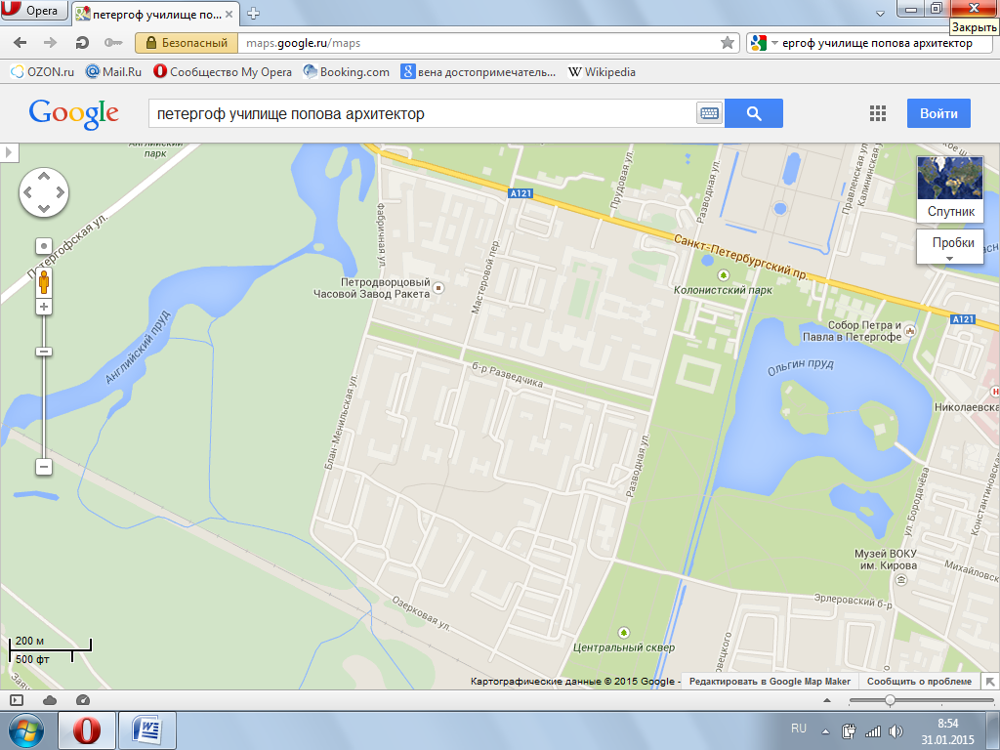 Opera
петергоф училище по...
Закрыть
Безопасный
maps.google.ru/maps
ергоф училище попова архитектор
OZON.ru
Mail.Ru
Сообщество My Opera
Booking.com
вена достопримечатель...
Wikipedia
Google
петергоф училище попова архитектор
Войти
Английский
парк
Петергофская ул.
Фабричная ул.
A121
Прудовая ул.
Разводная ул.
Правленская ул.
Калининская ул.
Спутник
Пробки
Санкт-Петербургский пр.
Петродворцовый
Часовой Завод Ракета
Мастеровой пер.
Колонистский парк
A121
Собор Петра и
Павла в Петергофе
Английский пруд
Ольгин пруд
б-р Разведчика
Николаевская
Блан-Менильская ул.
Разводная ул.
ул. Бородачёва
Константиновская
Музей ВОКУ
им. Кирова
Михайловск
Эрлеровский б-р
Озерковая ул.
Центральный сквер
200 м
500 фт
Картографические данные © 2015 Google -
Редактировать в Google Map Maker
Сообщить о проблеме
RU
8:54
31.01.2015